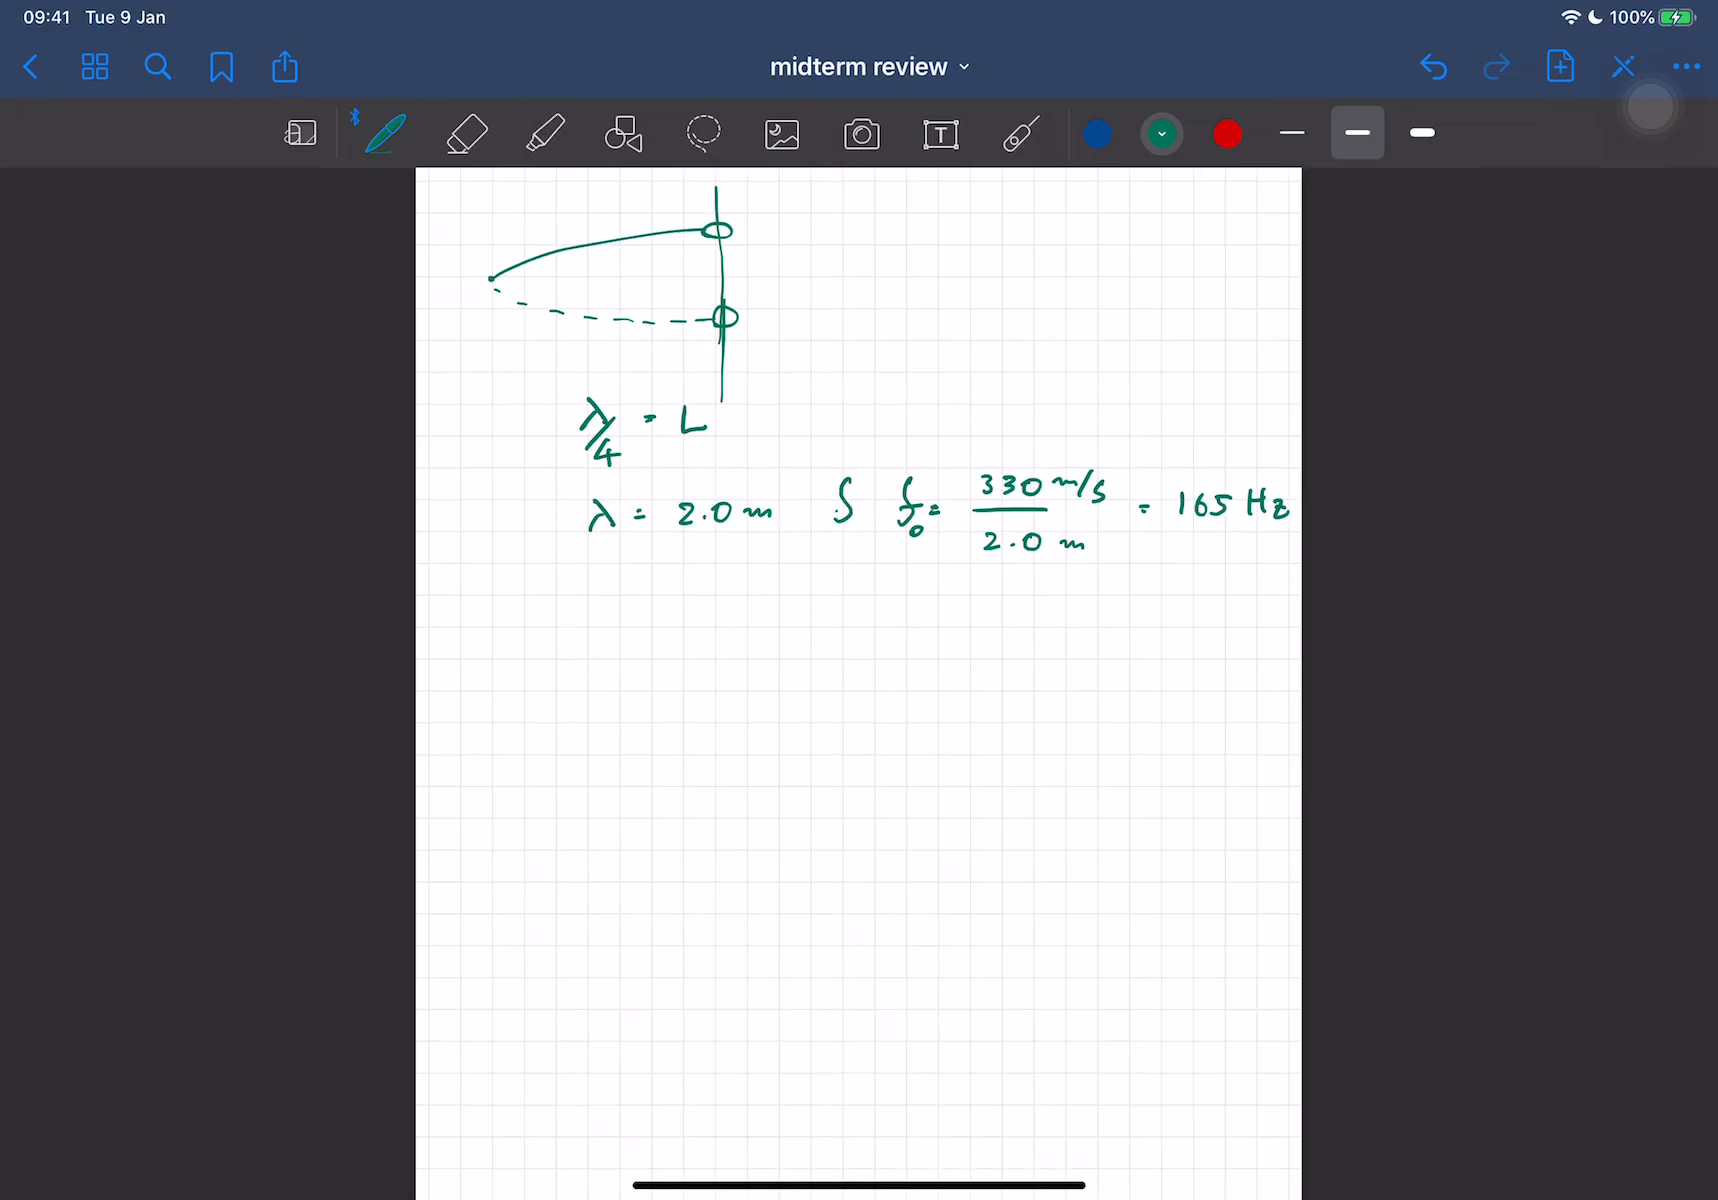 09:41 Tue 9 Jan
100%
midterm review
T
λ/4 = L
λ = 2.0 m f₀ = 330 m/s / 2.0 m = 165 Hz